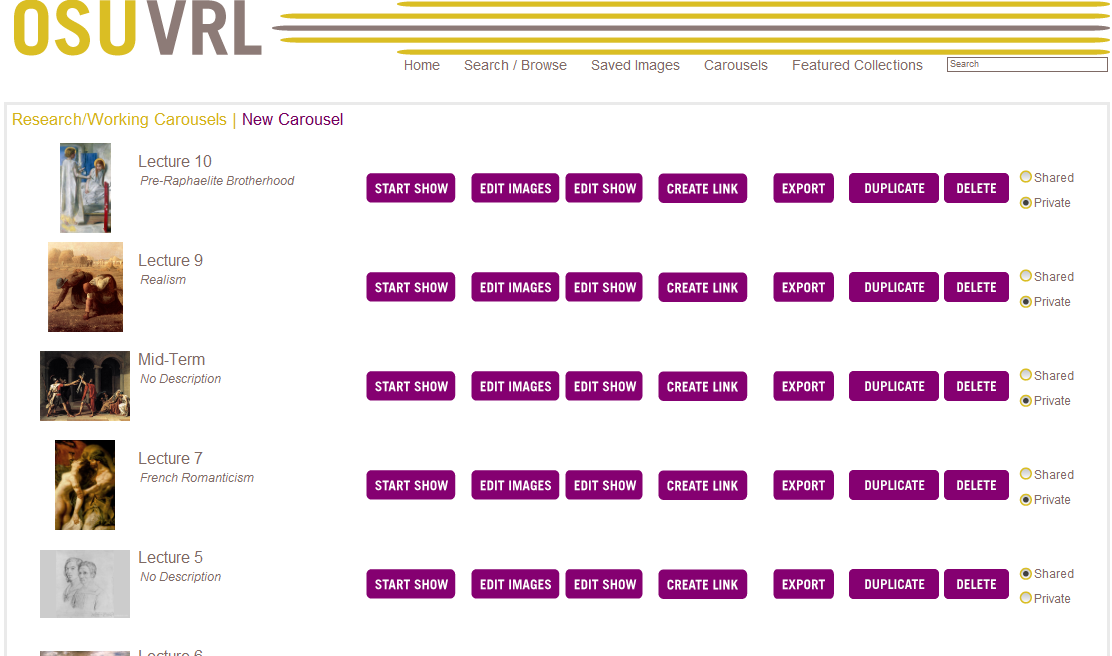 OSU VRL
Home Search / Browse Saved Images Carousels Featured Collections Search
Research/Working Carousels | New Carousel
Lecture 10
Pre-Raphaelite Brotherhood
START SHOW EDIT IMAGES EDIT SHOW CREATE LINK EXPORT DUPLICATE DELETE
Shared
Private
Lecture 9
Realism
START SHOW EDIT IMAGES EDIT SHOW CREATE LINK EXPORT DUPLICATE DELETE
Shared
Private
Mid-Term
No Description
START SHOW EDIT IMAGES EDIT SHOW CREATE LINK EXPORT DUPLICATE DELETE
Shared
Private
Lecture 7
French Romanticism
START SHOW EDIT IMAGES EDIT SHOW CREATE LINK EXPORT DUPLICATE DELETE
Shared
Private
Lecture 5
No Description
START SHOW EDIT IMAGES EDIT SHOW CREATE LINK EXPORT DUPLICATE DELETE
Shared
Private
Lecture 6